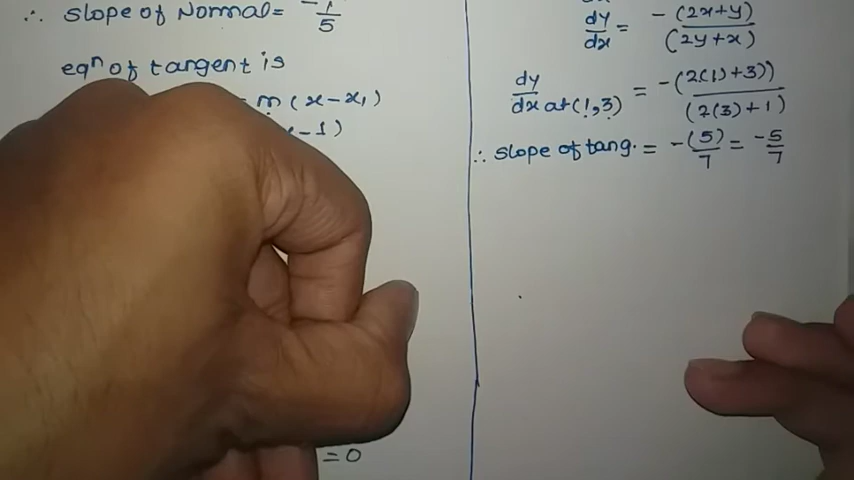 ∴ slope of Normal = -1/5
eqⁿ of tangent is
= m (x-x₁)
x-1)
= 0
dy/dx = -(2x+y)/(2y+x)
dy/dx at (1,3) = -(2(1)+3))/(2(3)+1)
∴ slope of tang. = -(5)/7 = -5/7